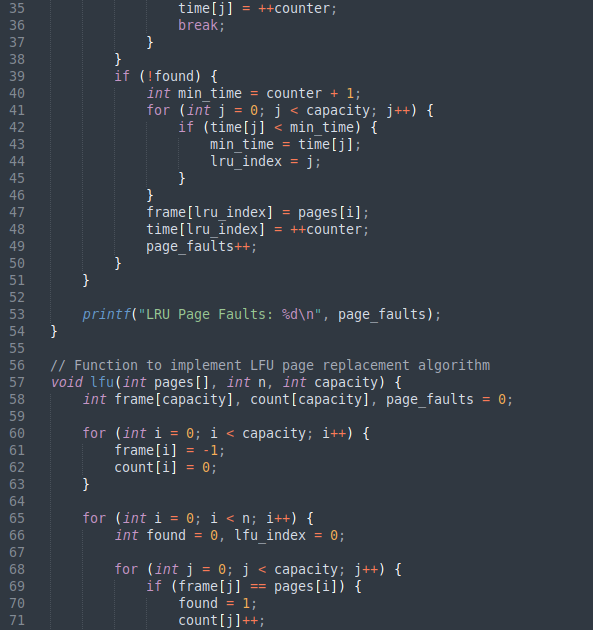 35 time[j] = ++counter;
36 break;
37 }
38 }
39 if (!found) {
40 int min_time = counter + 1;
41 for (int j = 0; j < capacity; j++) {
42 if (time[j] < min_time) {
43 min_time = time[j];
44 lru_index = j;
45 }
46 }
47 frame[lru_index] = pages[i];
48 time[lru_index] = ++counter;
49 page_faults++;
50 }
51 }
52
53 printf("LRU Page Faults: %d\n", page_faults);
54 }
55
56 // Function to implement LFU page replacement algorithm
57 void lfu(int pages[], int n, int capacity) {
58 int frame[capacity], count[capacity], page_faults = 0;
59
60 for (int i = 0; i < capacity; i++) {
61 frame[i] = -1;
62 count[i] = 0;
63 }
64
65 for (int i = 0; i < n; i++) {
66 int found = 0, lfu_index = 0;
67
68 for (int j = 0; j < capacity; j++) {
69 if (frame[j] == pages[i]) {
70 found = 1;
71 count[j]++;